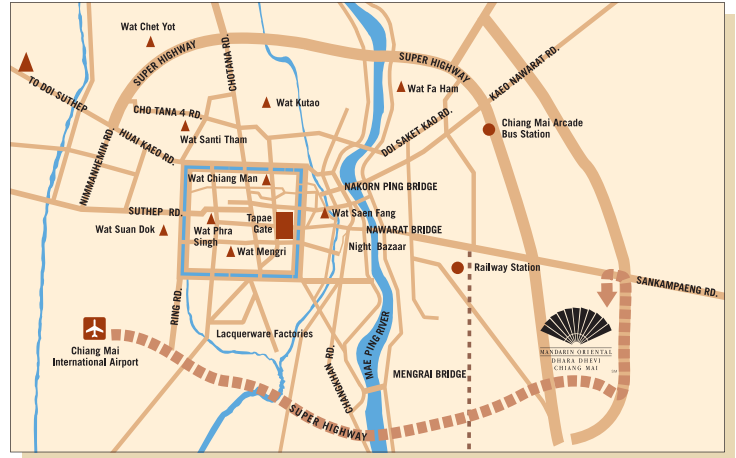 Wat Chet Yot
SUPER HIGHWAY
CHOTANA RD.
SUPER HIGHWAY
KAEO NAWARAT RD.
TO DOI SUTHEP
Wat Fa Ham
CHO TANA 4 RD.
Wat Kutao
Chiang Mai Arcade
Bus Station
HUAI KAEO RD.
Wat Santi Tham
DOI SAKET KAO RD.
NIMMANHEMIN RD.
Wat Chiang Man
NAKORN PING BRIDGE
SUTHEP RD.
Wat Saen Fang
Wat Suan Dok
Wat Phra
Singh
Tapae
Gate
NAWARAT BRIDGE
Night Bazaar
Wat Mengri
Railway Station
SANKAMPAENG RD.
RING RD.
MAE PING RIVER
Lacquerware Factories
Chiang Mai
International Airport
CHANGKHAN RD.
MENGRAI BRIDGE
MANDARIN ORIENTAL
DHARA DHEVI
CHIANG MAI
SUPER HIGHWAY